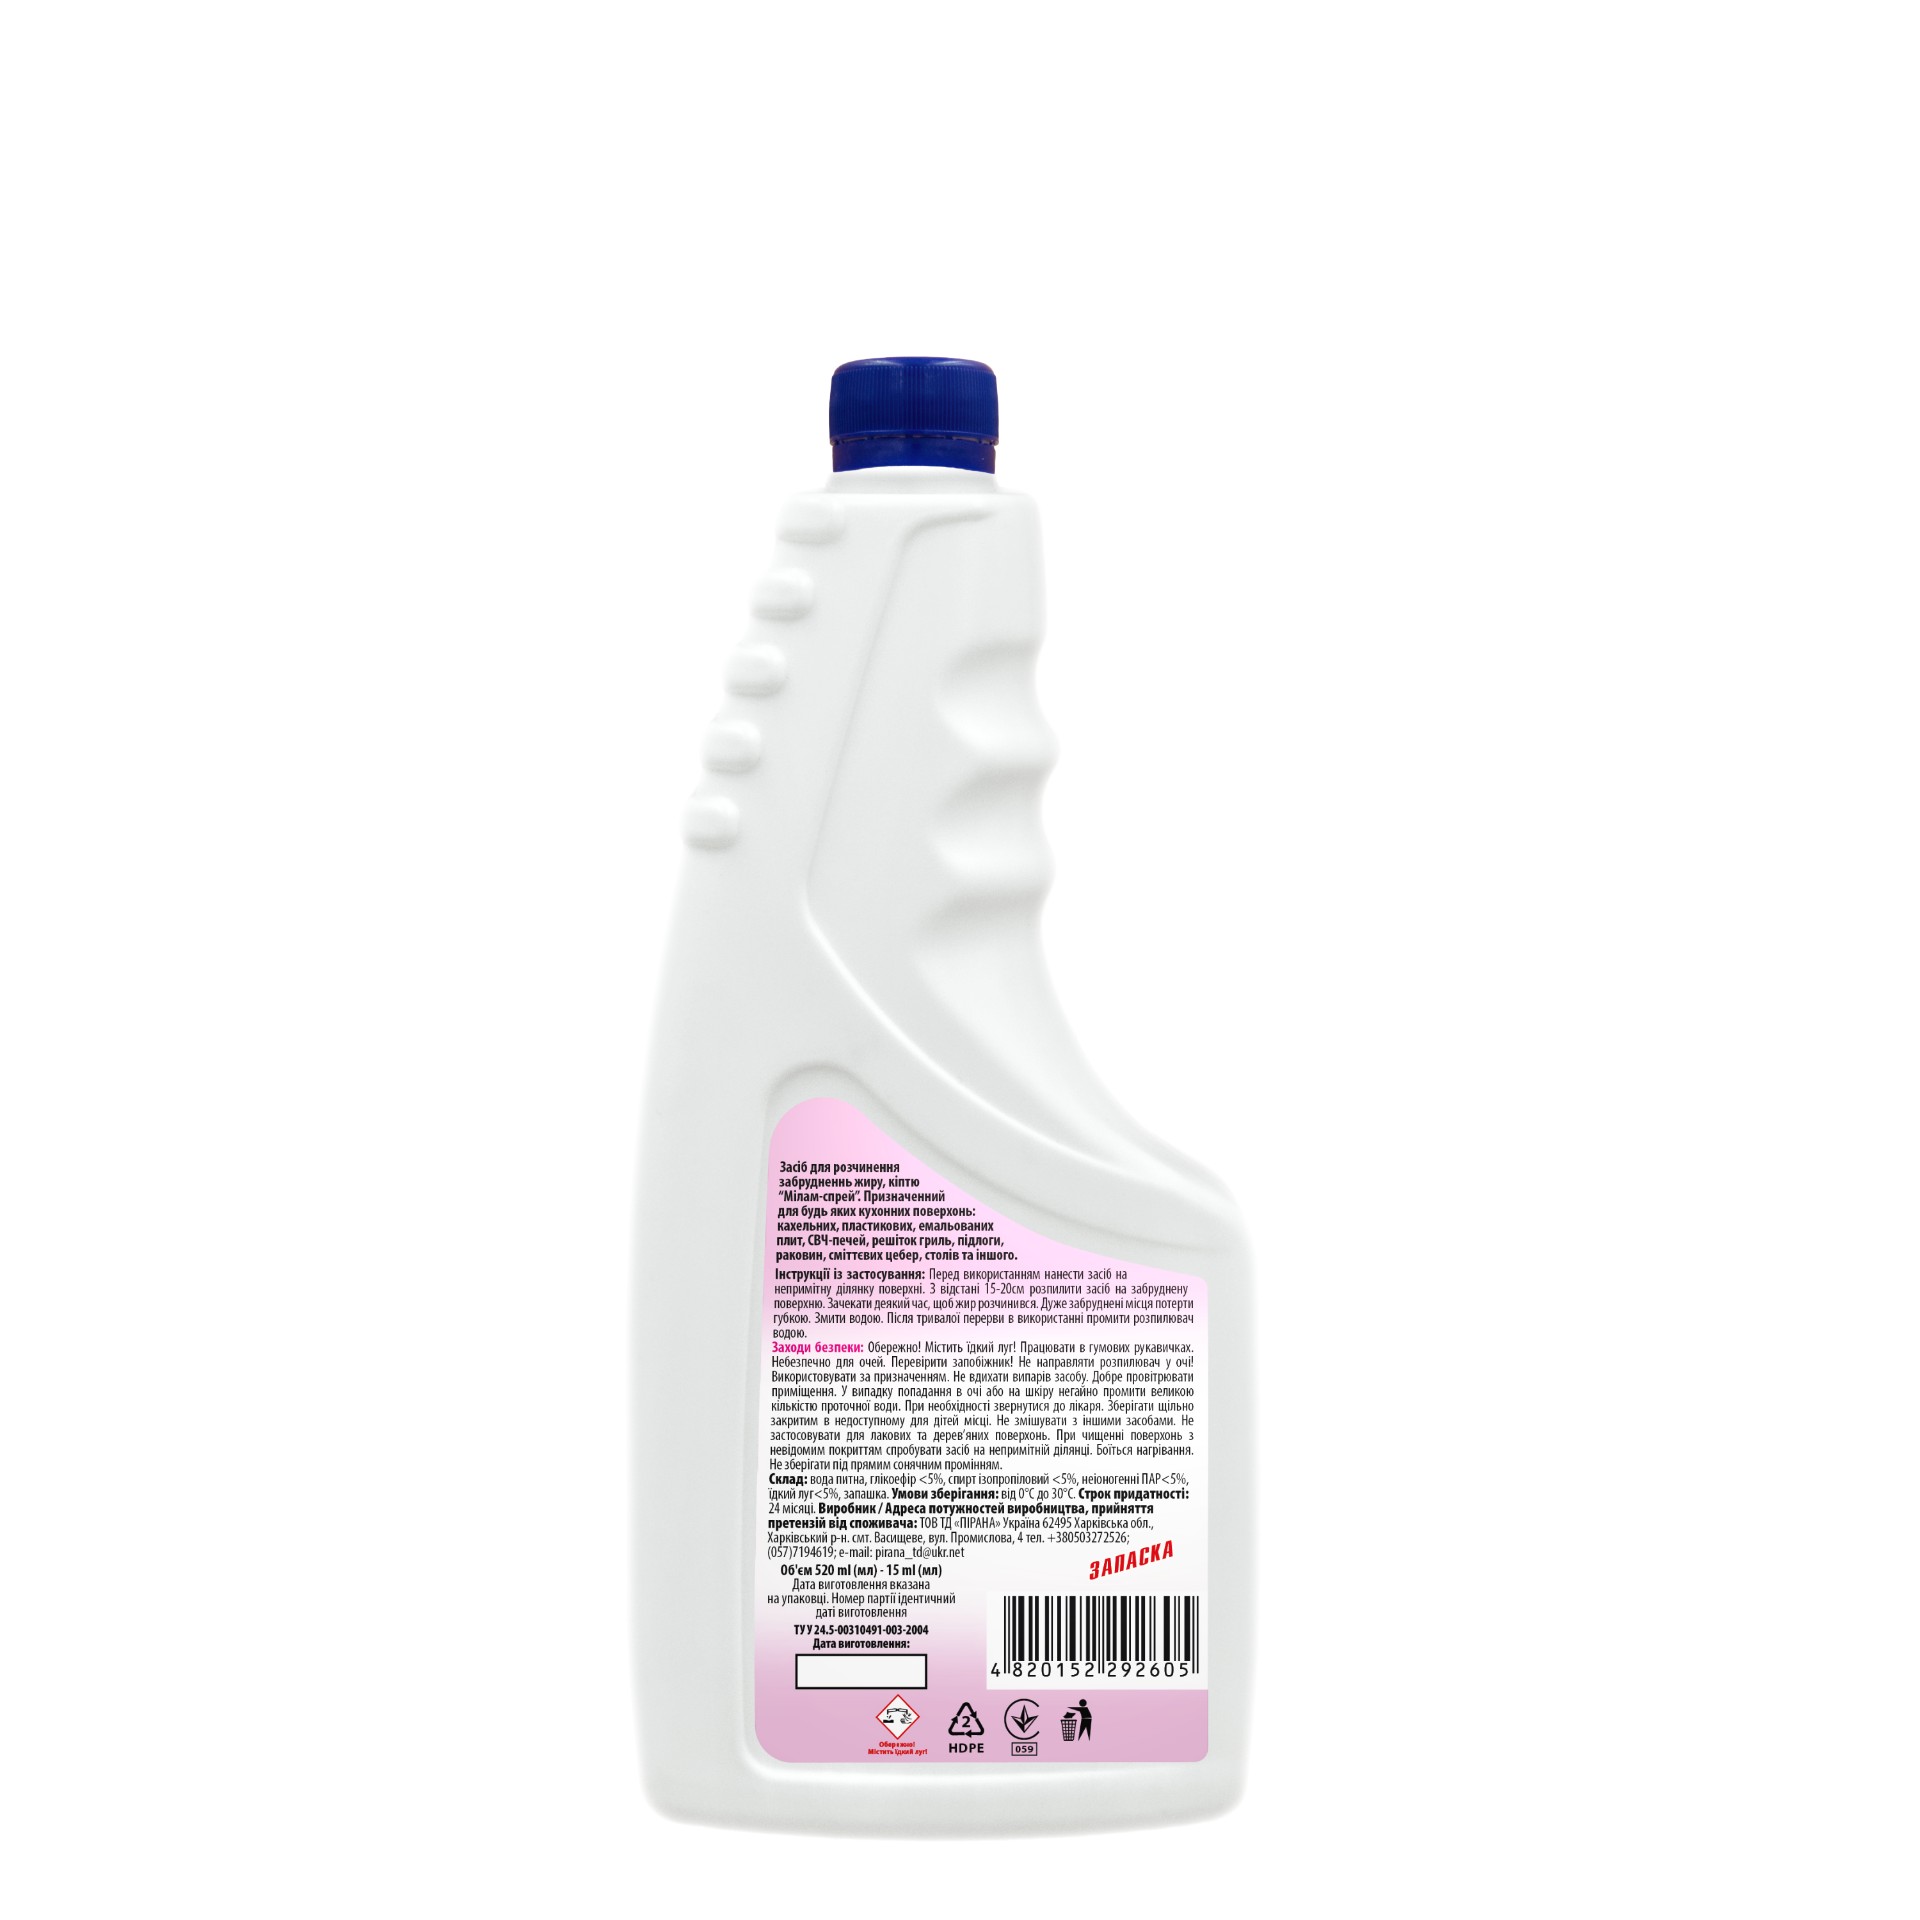 Засіб для розчинення
забрудненнь жиру, кіптю
“Мілам-спрей”. Призначенний
для будь яких кухонних поверхонь:
кахельних, пластикових, емальованих
плит, СВЧ-печей, решіток гриль, підлоги,
раковин, сміттєвих цебер, столів та іншого.
Інструкції із застосування: Перед використанням нанести засіб на
непримітну ділянку поверхні. З відстані 15-20см розпилити засіб на забруднену
поверхню. Зачекати деякий час, щоб жир розчинився. Дуже забруднені місця потерти
губкою. Змити водою. Після тривалої перерви в використанні промити розпилювач
водою.
Заходи безпеки: Обережно! Містить їдкий луг! Працювати в гумових рукавичках.
Небезпечно для очей. Перевірити запобіжник! Не направляти розпилювач у очі!
Використовувати за призначенням. Не вдихати випарів засобу. Добре провітрювати
приміщення. У випадку попадання в очі або на шкіру негайно промити великою
кількістю проточної води. При необхідності звернутися до лікаря. Зберігати щільно
закритим в недоступному для дітей місці. Не змішувати з іншими засобами. Не
застосовувати для лакових та дерев'яних поверхонь. При чищенні поверхонь з
невідомим покриттям спробувати засіб на непримітній ділянці. Боїться нагрівання.
Не зберігати під прямим сонячним промінням.
Склад: вода питна, глікоефір <5%, спирт ізопропіловий <5%, неіоногенні ПАР<5%,
їдкий луг<5%, запашка. Умови зберігання: від 0°С до 30°С. Строк придатності:
24 місяці. Виробник / Адреса потужностей виробництва, прийняття
претензій від споживача: ТОВ ТД «ПІРАНА» Україна 62495 Харківська обл.,
Харківський р-н. смт. Васищеве, вул. Промислова, 4 тел. +380503272526;
(057)7194619; e-mail: pirana_td@ukr.net
ЗАПАСКА
Об'єм 520 ml (мл) - 15 ml (мл)
Дата виготовлення вказана
на упаковці. Номер партії ідентичний
даті виготовлення
ТУ У 24.5-00310491-003-2004
Дата виготовлення:
4 820152 292605
Обережно!
Містить їдкий луг!
2
HDPE
059